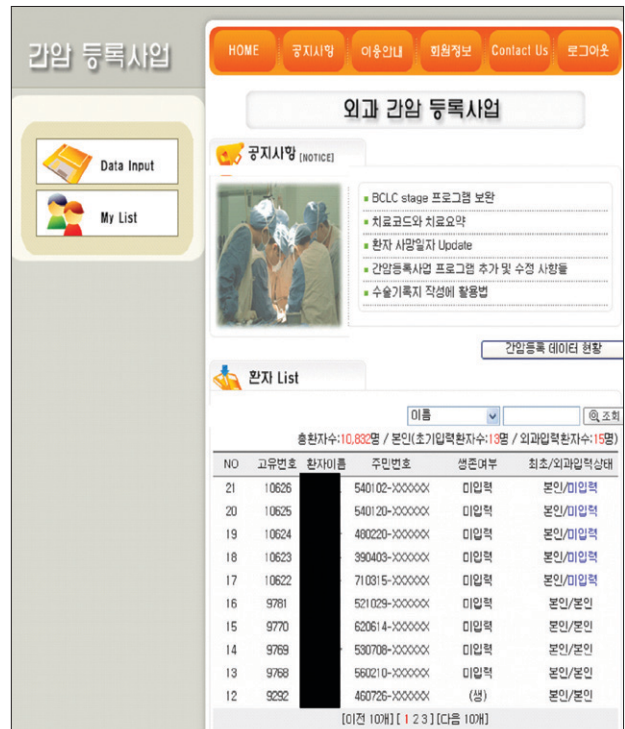 간암 등록사업
HOME 공지사항 이용안내 회원정보 Contact Us 로그아웃
Data Input
My List
외과 간암 등록사업
공지사항 [NOTICE]
BCLC stage 프로그램 보완
치료코드와 치료요약
환자 사망일자 Update
간암등록사업 프로그램 추가 및 수정 사항들
수술기록지 작성에 활용법
간암등록 데이터 현황
환자 List
이름 조회
총환자수:10,832명 / 본인(초기입력환자수:13명 / 외과입력환자수:15명)
NO 고유번호 환자이름 주민번호 생존여부 최초/외과입력상태
21 10626 540102-XXXXXX 미입력 본인/미입력
20 10625 540120-XXXXXX 미입력 본인/미입력
19 10624 480220-XXXXXX 미입력 본인/미입력
18 10623 390403-XXXXXX 미입력 본인/미입력
17 10622 710315-XXXXXX 미입력 본인/미입력
16 9781 521029-XXXXXX 미입력 본인/본인
15 9770 620614-XXXXXX 미입력 본인/본인
14 9769 530708-XXXXXX 미입력 본인/본인
13 9768 560210-XXXXXX 미입력 본인/본인
12 9292 460726-XXXXXX (생) 본인/본인
[이전 10개] [ 1 2 3 ] [다음 10개]